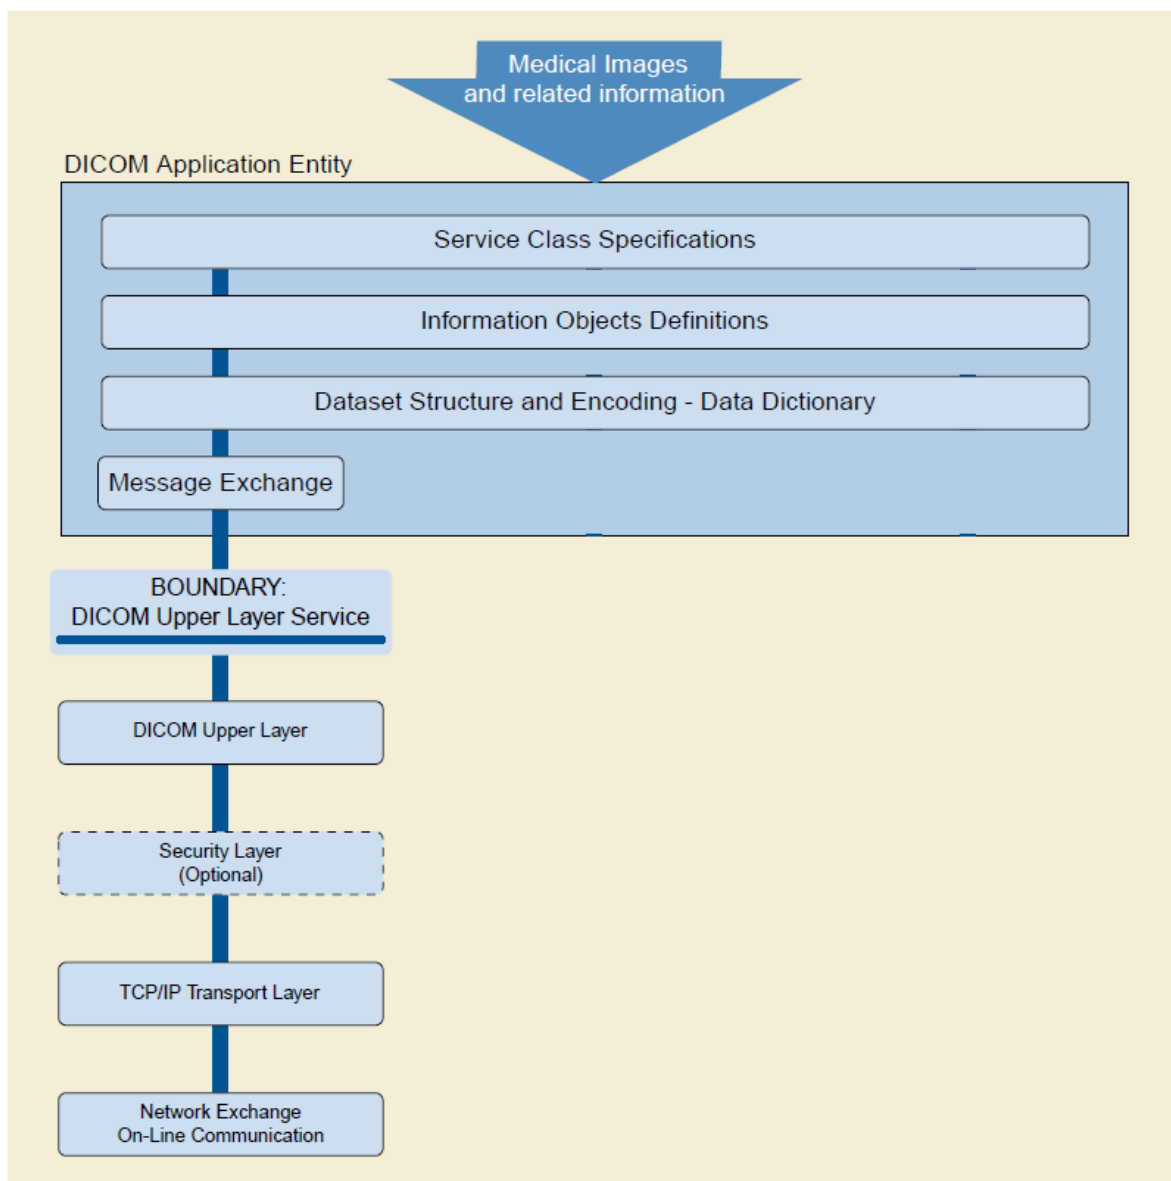 Medical Images
and related information
DICOM Application Entity
Service Class Specifications
Information Objects Definitions
Dataset Structure and Encoding - Data Dictionary
Message Exchange
BOUNDARY:
DICOM Upper Layer Service
DICOM Upper Layer
Security Layer
(Optional)
TCP/IP Transport Layer
Network Exchange
On-Line Communication